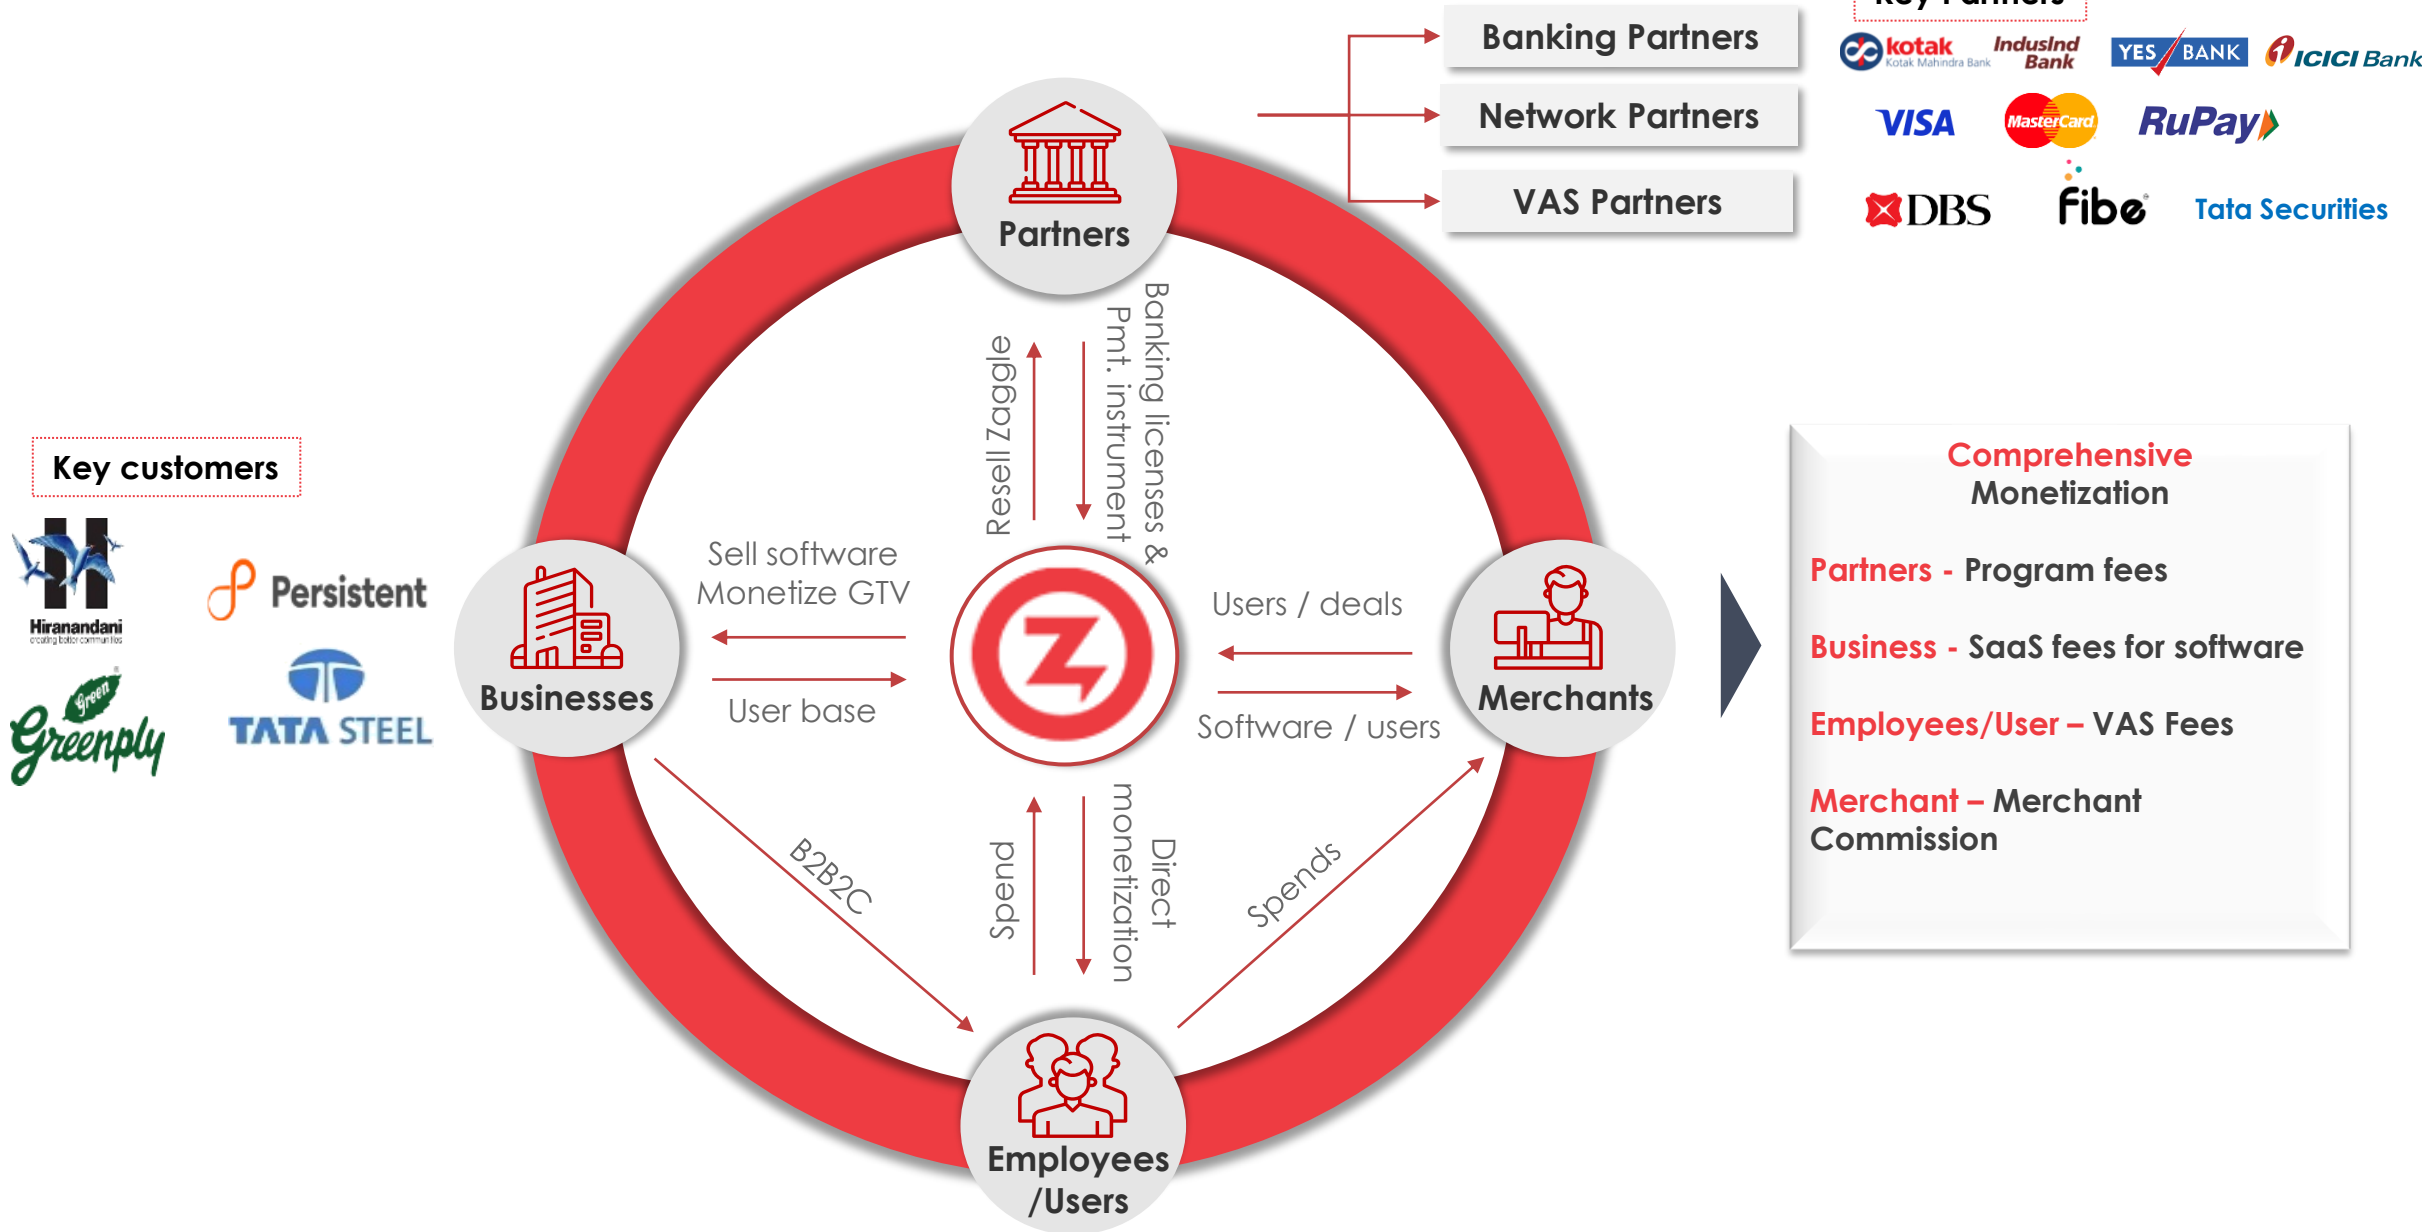 Key Partners
Banking Partners
kotak
Kotak Mahindra Bank
IndusInd
Bank
YES BANK
ICICI Bank
Network Partners
VISA
MasterCard
RuPay
VAS Partners
DBS
fibe
Tata Securities
Partners
Resell Zaggle
Banking licenses &
Pmt. instrument
Key customers
Hiranandani
creating better communities
Persistent
Green
Greenply
TATA STEEL
Businesses
Sell software
Monetize GTV
User base
Z
Users / deals
Software / users
Merchants
B2B2C
Spend
Direct
monetization
Spends
Employees
/Users
Comprehensive
Monetization
Partners - Program fees
Business - SaaS fees for software
Employees/User – VAS Fees
Merchant – Merchant
Commission